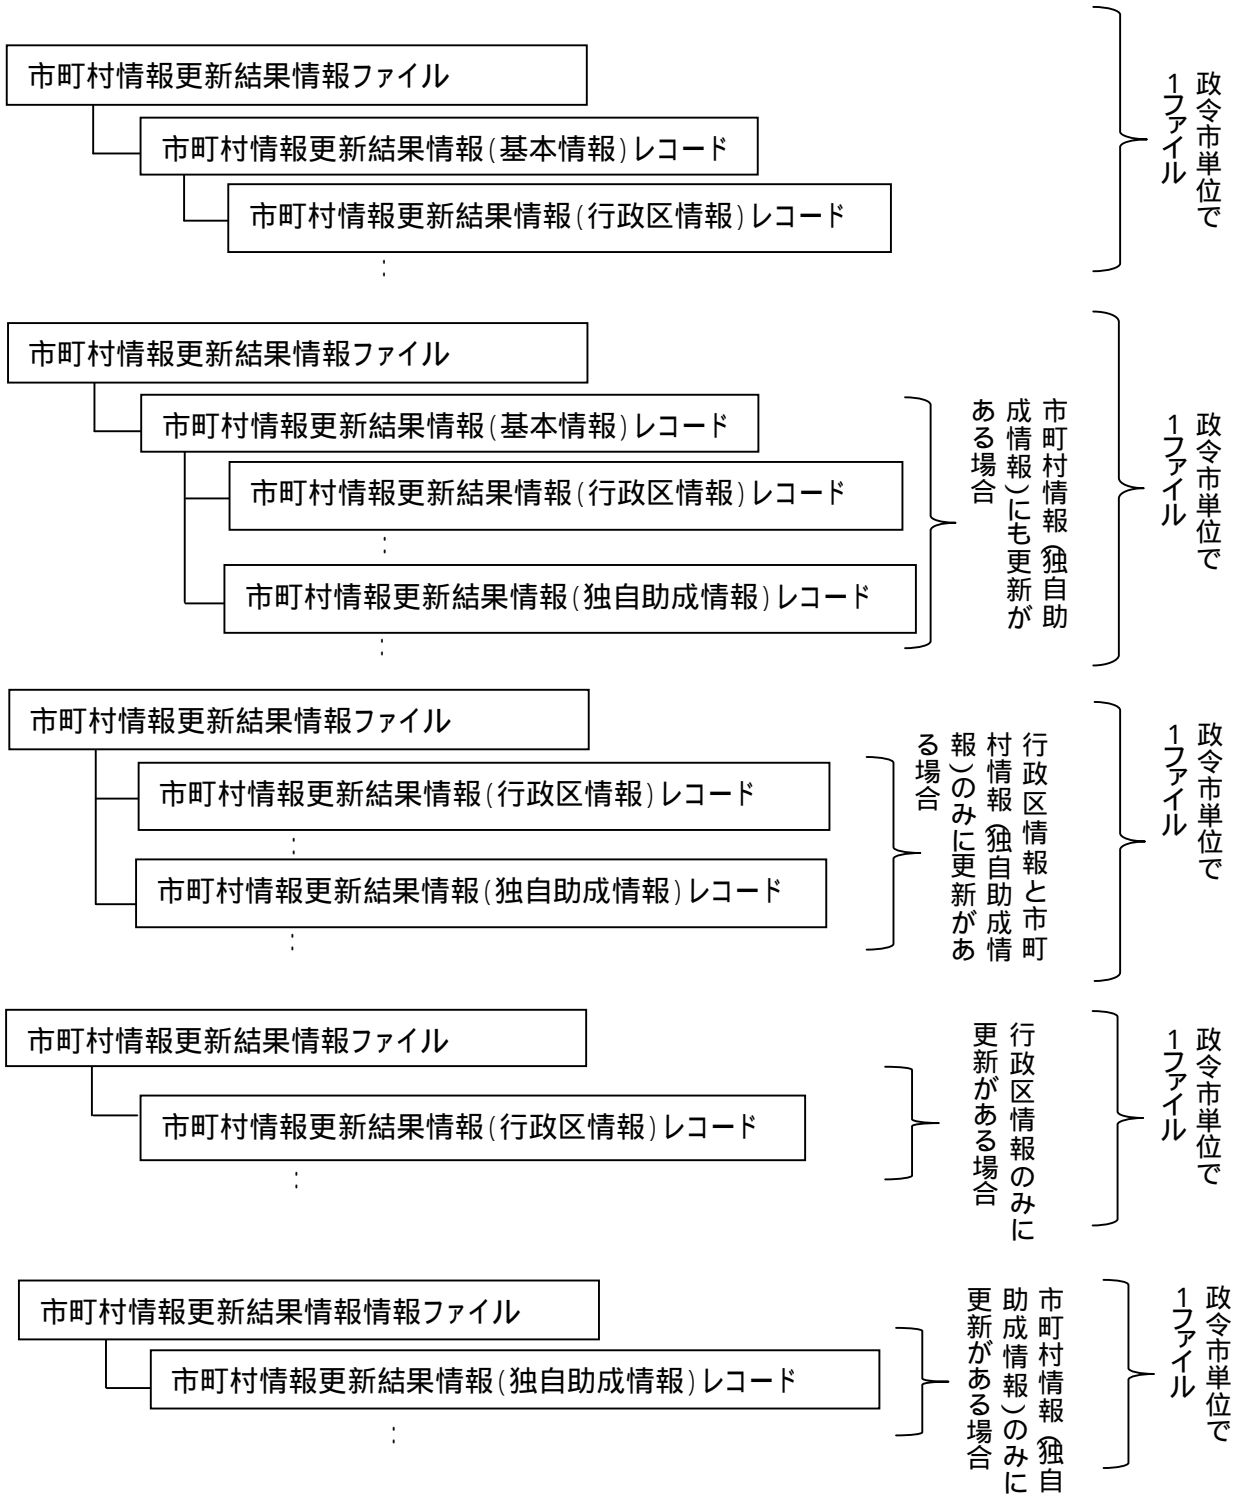 市町村情報更新結果情報ファイル
市町村情報更新結果情報(基本情報)レコード
市町村情報更新結果情報(行政区情報)レコード
:
政令市単位で
1ファイル
市町村情報更新結果情報ファイル
市町村情報更新結果情報(基本情報)レコード
市町村情報更新結果情報(行政区情報)レコード
:
市町村情報更新結果情報(独自助成情報)レコード
:
市町村情報(独自助
成情報)にも更新が
ある場合
政令市単位で
1ファイル
市町村情報更新結果情報ファイル
市町村情報更新結果情報(行政区情報)レコード
:
市町村情報更新結果情報(独自助成情報)レコード
:
行政区情報と市町
村情報(独自助成情
報)のみに更新があ
る場合
政令市単位で
1ファイル
市町村情報更新結果情報ファイル
市町村情報更新結果情報(行政区情報)レコード
:
行政区情報のみに
更新がある場合
政令市単位で
1ファイル
市町村情報更新結果情報情報ファイル
市町村情報更新結果情報(独自助成情報)レコード
:
市町村情報(独自
助成情報)のみに
更新がある場合
政令市単位で
1ファイル